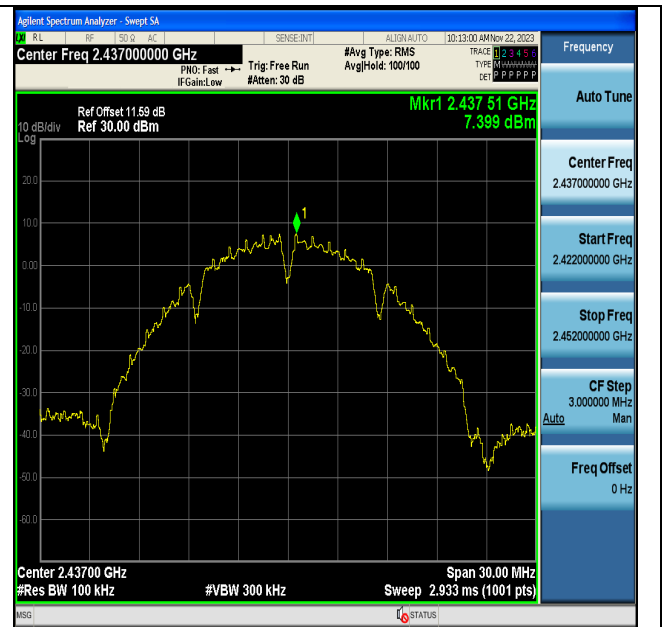 Agilent Spectrum Analyzer - Swept SA
LXI RL RF 50 Ω AC SENSE:INT ALIGN AUTO 10:13:00 AM Nov 22, 2023
Center Freq 2.437000000 GHz
PNO: Fast
IFGain:Low
Trig: Free Run
#Atten: 30 dB
#Avg Type: RMS
Avg|Hold: 100/100
TRACE 1 2 3 4 5 6
TYPE M
DET P P P P P P
Ref Offset 11.59 dB
10 dB/div Ref 30.00 dBm
Log
Mkr1 2.437 51 GHz
7.399 dBm
20.0
10.0
0.00
-10.0
-20.0
-30.0
-40.0
-50.0
-60.0
1
Center 2.43700 GHz Span 30.00 MHz
#Res BW 100 kHz #VBW 300 kHz Sweep 2.933 ms (1001 pts)
MSG STATUS
Frequency
Auto Tune
Center Freq
2.437000000 GHz
Start Freq
2.422000000 GHz
Stop Freq
2.452000000 GHz
CF Step
3.000000 MHz
Auto Man
Freq Offset
0 Hz